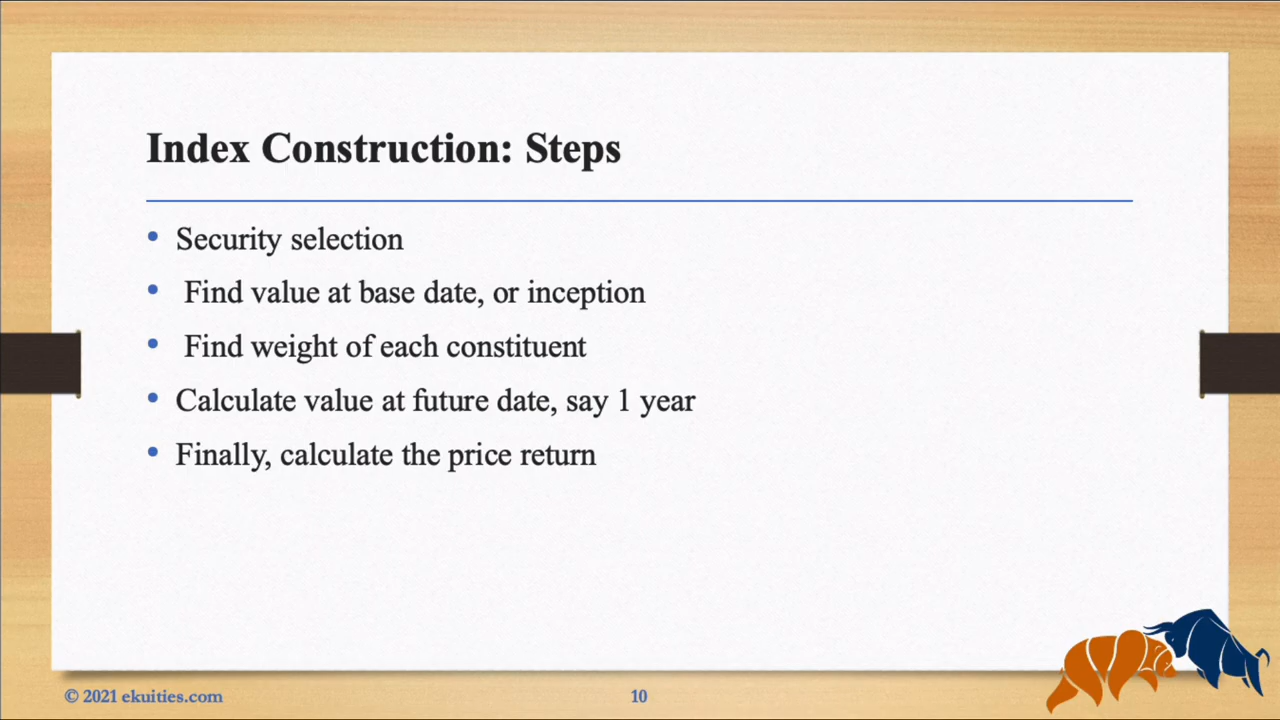 Index Construction: Steps
• Security selection
• Find value at base date, or inception
• Find weight of each constituent
• Calculate value at future date, say 1 year
• Finally, calculate the price return
© 2021 ekuities.com
10